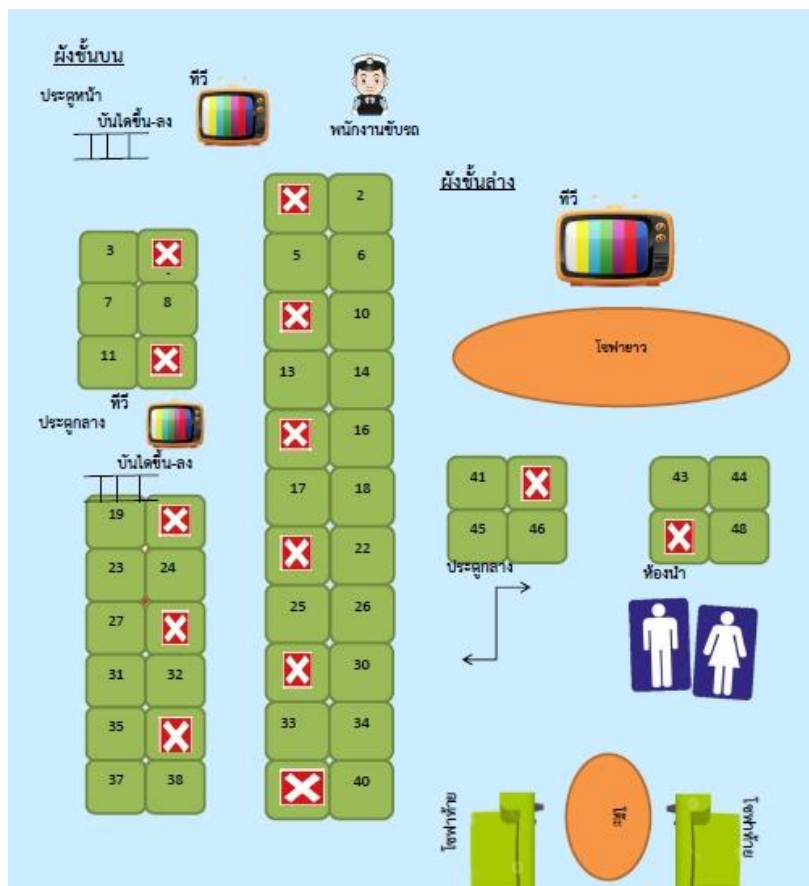 ผังชั้นบน
ประตูหน้า
ทีวี
บันไดขึ้น-ลง
พนักงานขับรถ
2
3
5 6
7 8
10
11
13 14
ทีวี
ประตูกลาง
16
บันไดขึ้น-ลง
17 18
19
22
23 24
25 26
27
30
31 32
33 34
35
37 38
40
ผังชั้นล่าง
ทีวี
โซฟายาว
41
43 44
45 46
48
ประตูกลาง
ห้องนำ
โซฟาท้าย
โต๊ะ
โซฟาท้าย